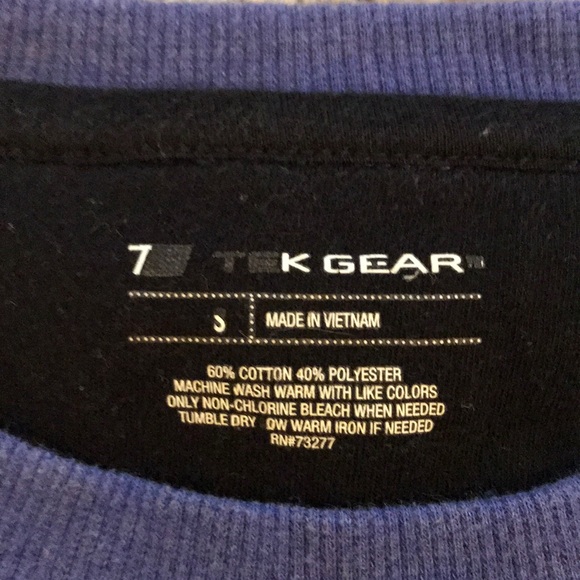 TEK GEAR
MADE IN VIETNAM
60% COTTON 40% POLYESTER
MACHINE WASH WARM WITH LIKE COLORS
ONLY NON-CHLORINE BLEACH WHEN NEEDED
TUMBLE DRY OW WARM IRON IF NEEDED
RN#73277